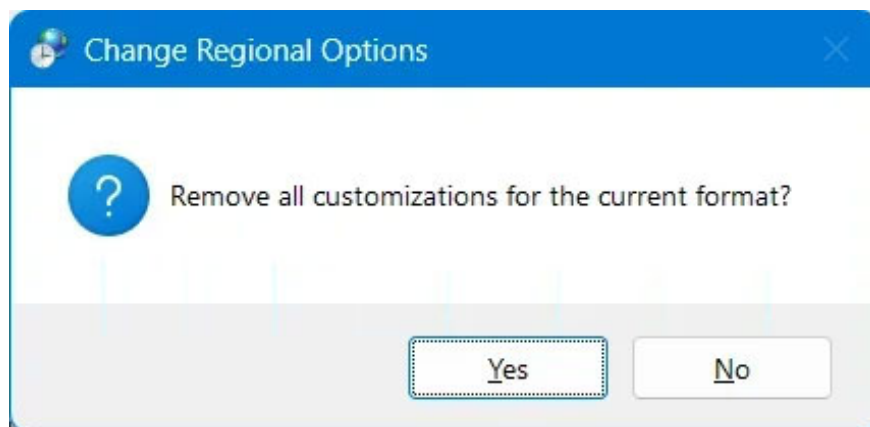 Change Regional Options
Remove all customizations for the current format?
Yes
No